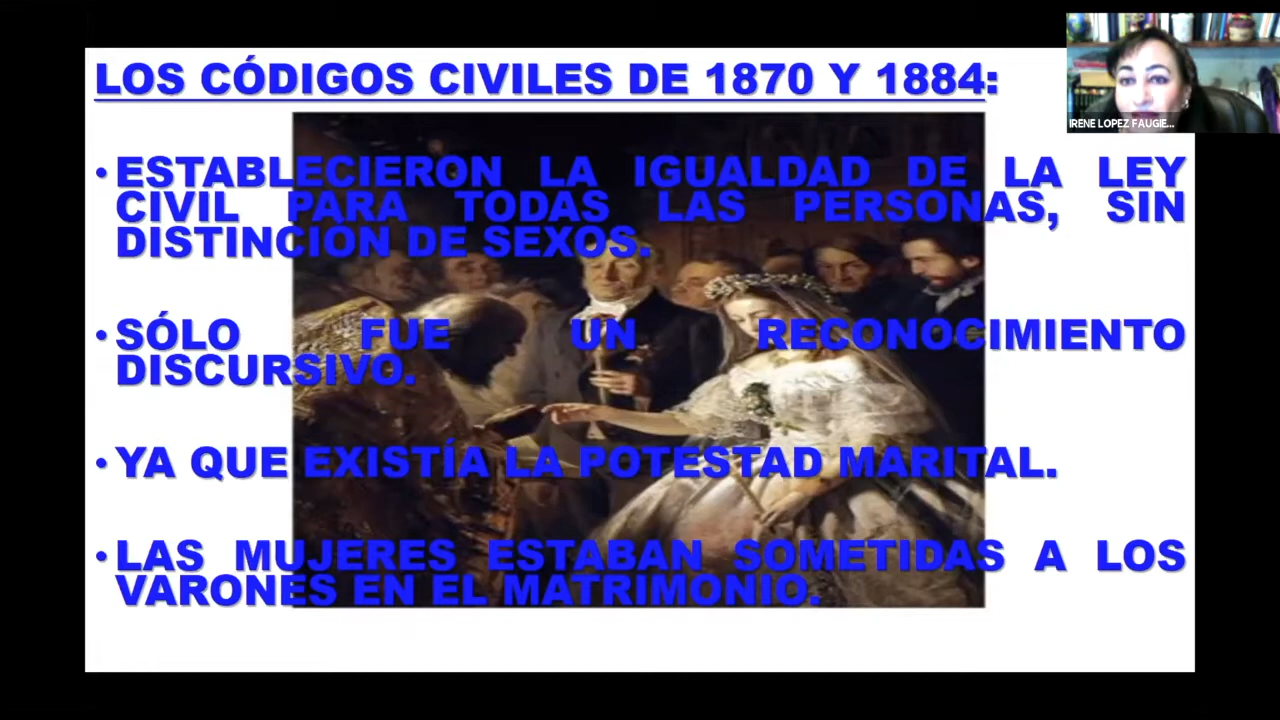 LOS CÓDIGOS CIVILES DE 1870 Y 1884:
IRENE LOPEZ FAUGIE...
• ESTABLECIERON LA IGUALDAD DE LA LEY
CIVIL PARA TODAS LAS PERSONAS, SIN
DISTINCIÓN DE SEXOS.
• SÓLO FUE UN RECONOCIMIENTO
DISCURSIVO.
• YA QUE EXISTÍA LA POTESTAD MARITAL.
• LAS MUJERES ESTABAN SOMETIDAS A LOS
VARONES EN EL MATRIMONIO.